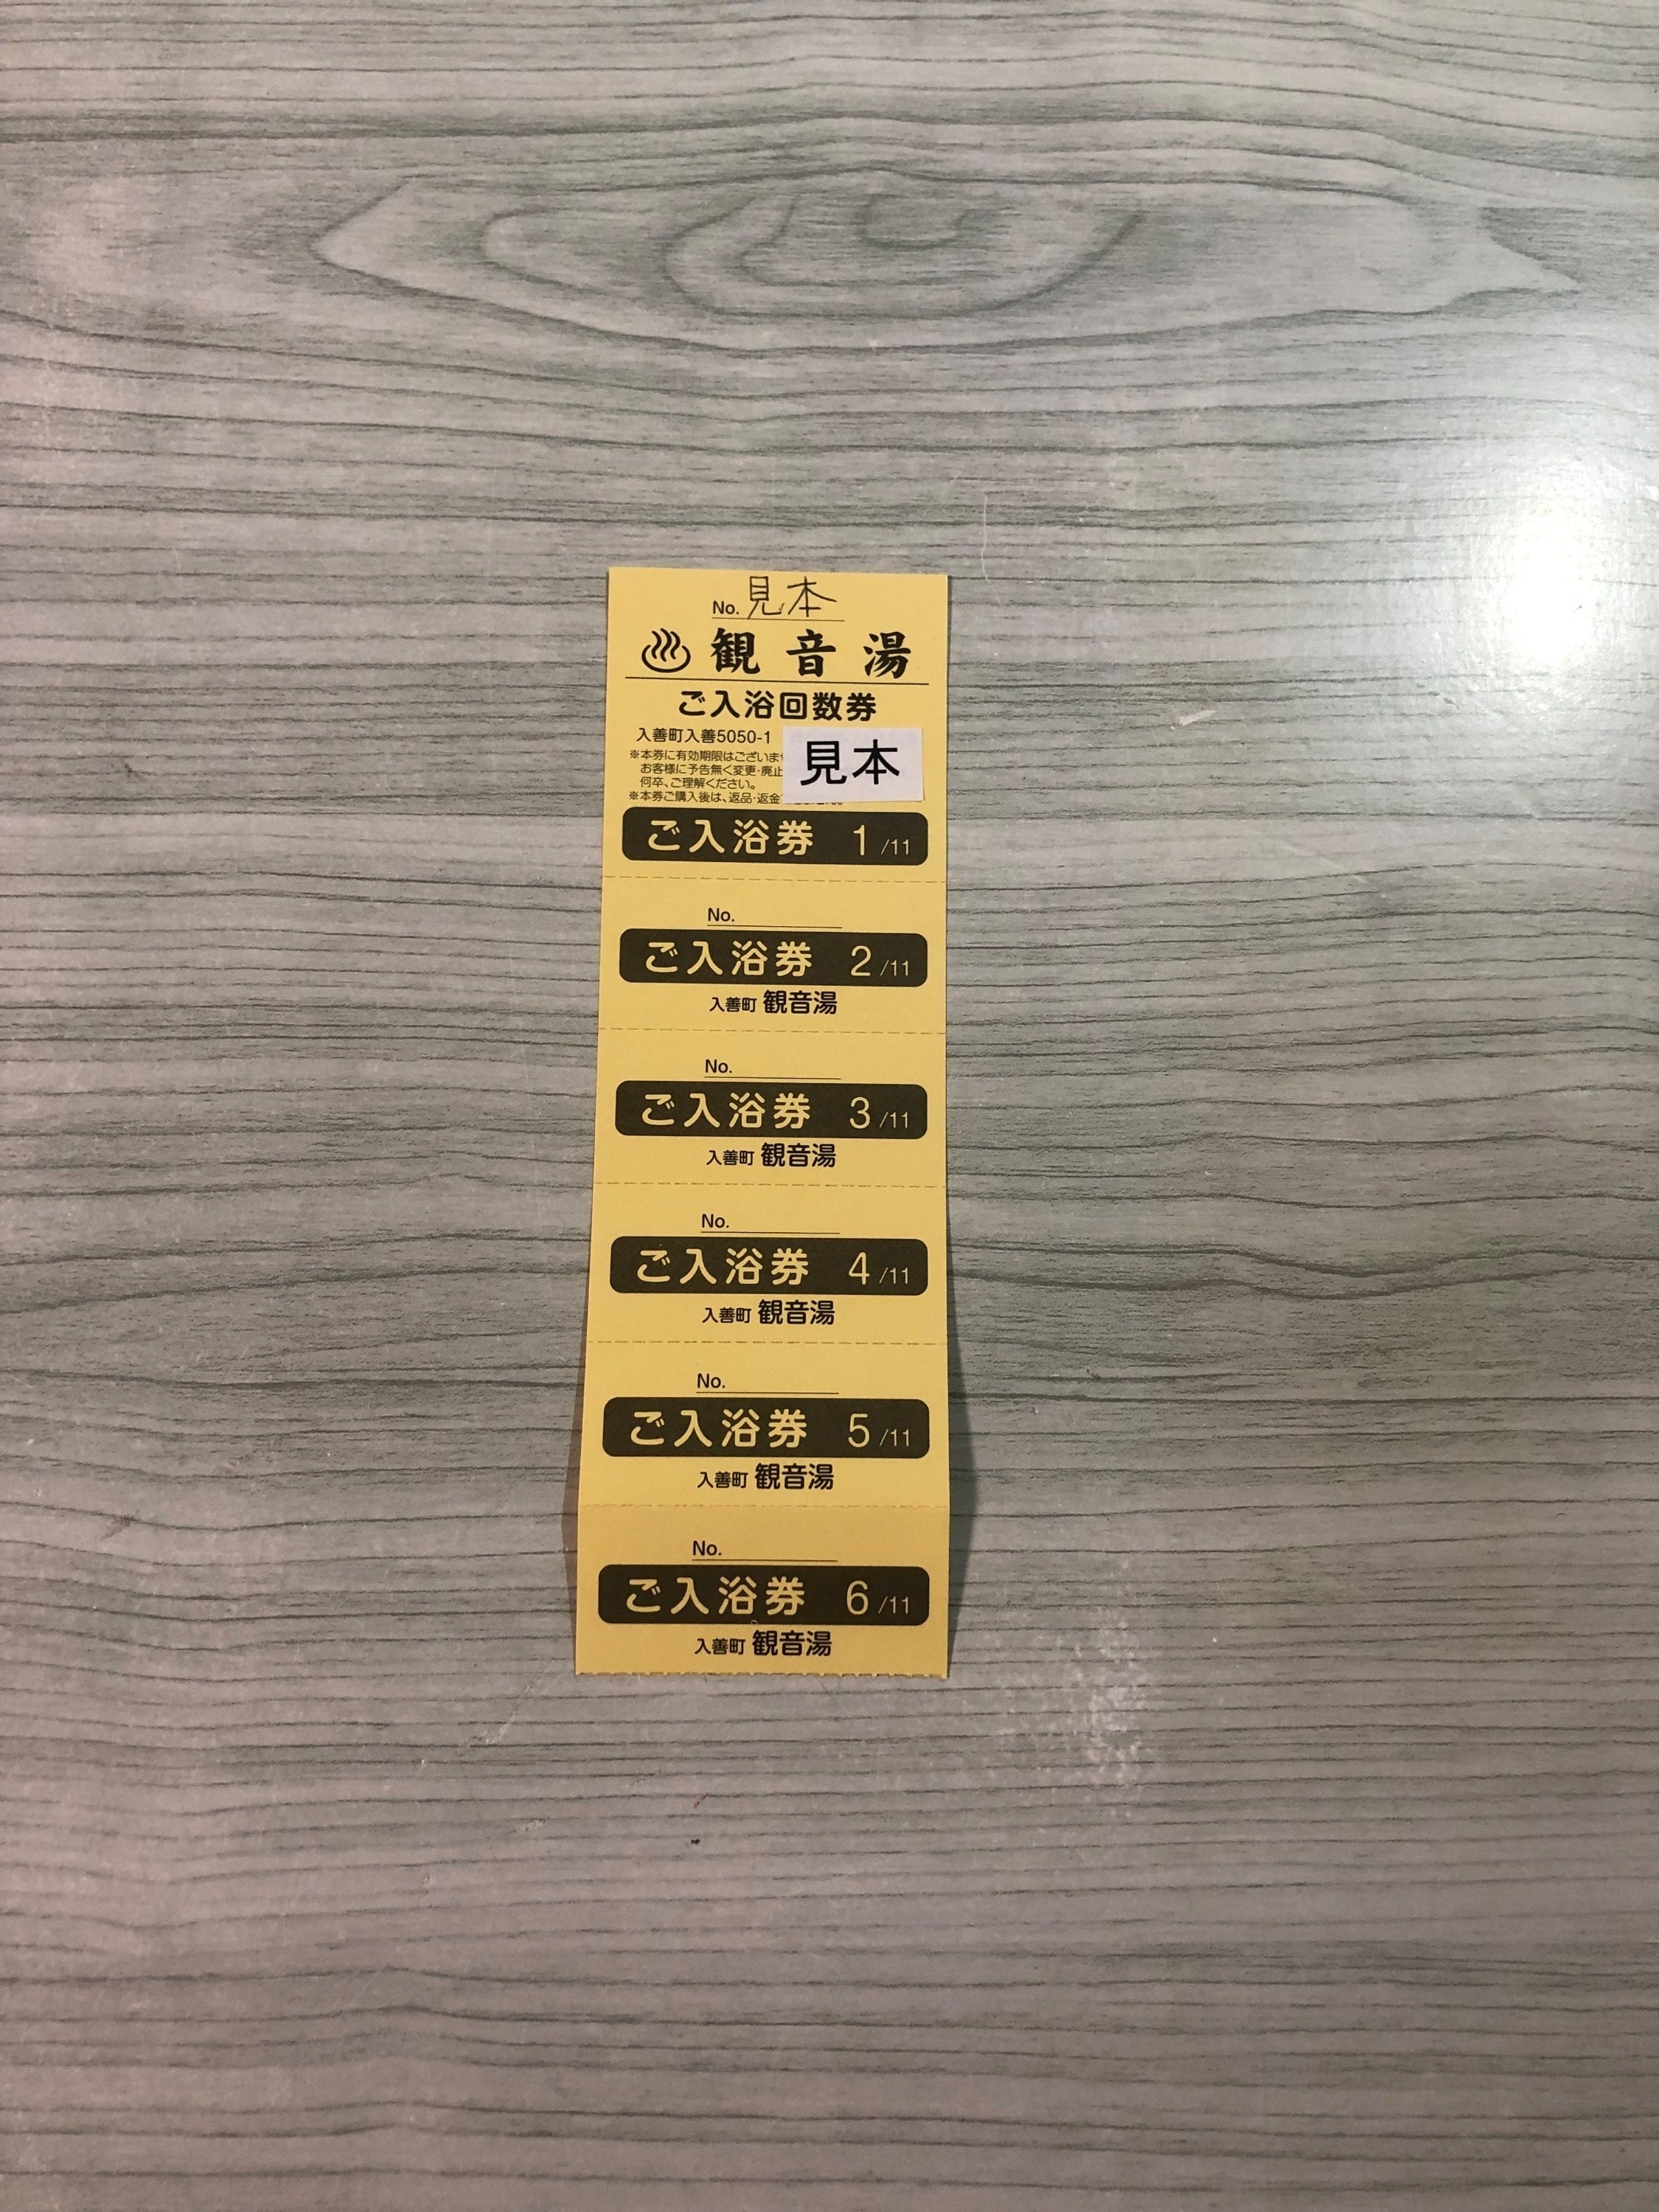 No. 見本
観音湯
ご入浴回数券
入善町入善5050-1
見本
※本券に有効期限はございませ
お客様に予告無く変更・廃止
何卒、ご理解ください。
※本券ご購入後は、返品・返金
ご入浴券 1 /11
No.
ご入浴券 2 /11
入善町 観音湯
No.
ご入浴券 3 /11
入善町 観音湯
No.
ご入浴券 4 /11
入善町 観音湯
No.
ご入浴券 5 /11
入善町 観音湯
No.
ご入浴券 6 /11
入善町 観音湯